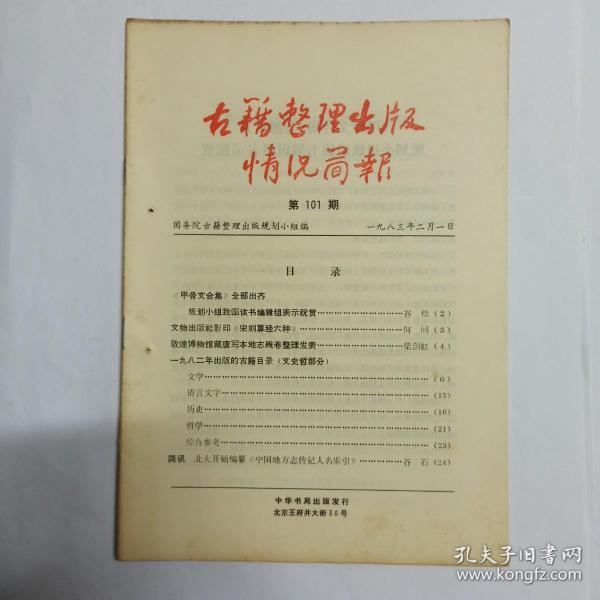 古籍整理出版
情况简報
第 101 期
国务院古籍整理出版规划小组编 一九八三年二月一日
目 录
《甲骨文合集》全部出齐
规划小组致函该书编辑组表示祝贺……谷 松(2)
文物出版社影印《宋刻算经六种》……何 问(3)
敦煌博物馆藏唐写本地志残卷整理发表……柴剑虹(4)
一九八二年出版的古籍目录(文史哲部分)
文学……(6)
语言文字……(15)
历史……(16)
哲学……(21)
综合参考……(23)
简讯 北大开始编纂《中国地方志传记人名索引》……谷 石(24)
中华书局出版发行
北京王府井大街36号
孔夫子旧书网
www.kongfz.com